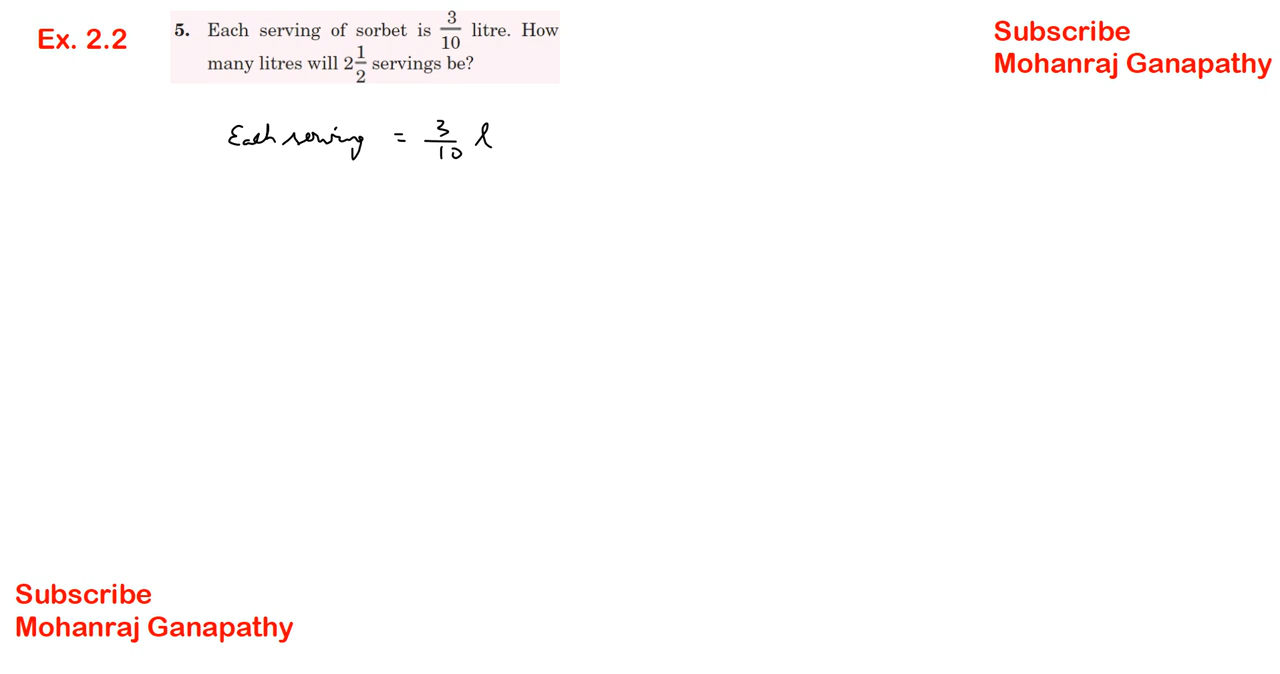 Ex. 2.2
5. Each serving of sorbet is 3/10 litre. How
many litres will 2 1/2 servings be?
Subscribe
Mohanraj Ganapathy
Each serving = 3/10 l
Subscribe
Mohanraj Ganapathy